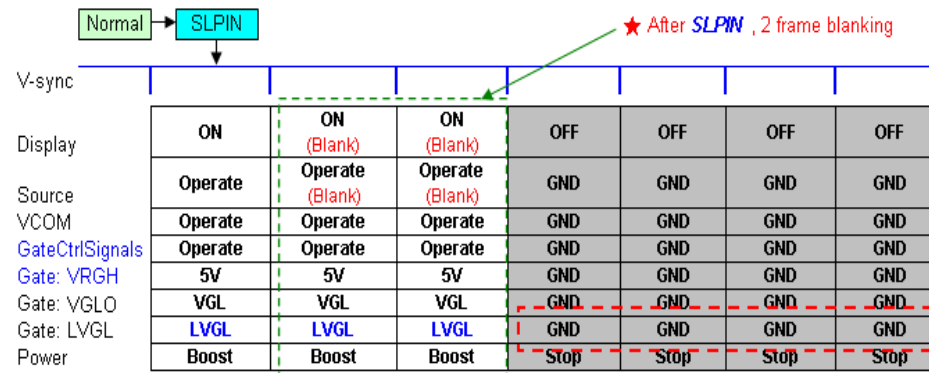 Normal SLPIN ★ After SLPIN , 2 frame blanking
V-sync
Display ON ON (Blank) ON (Blank) OFF OFF OFF OFF
Source Operate Operate (Blank) Operate (Blank) GND GND GND GND
VCOM Operate Operate Operate GND GND GND GND
GateCtrlSignals Operate Operate Operate GND GND GND GND
Gate: VRGH 5V 5V 5V GND GND GND GND
Gate: VGLO VGL VGL VGL GND GND GND GND
Gate: LVGL LVGL LVGL LVGL GND GND GND GND
Power Boost Boost Boost Stop Stop Stop Stop